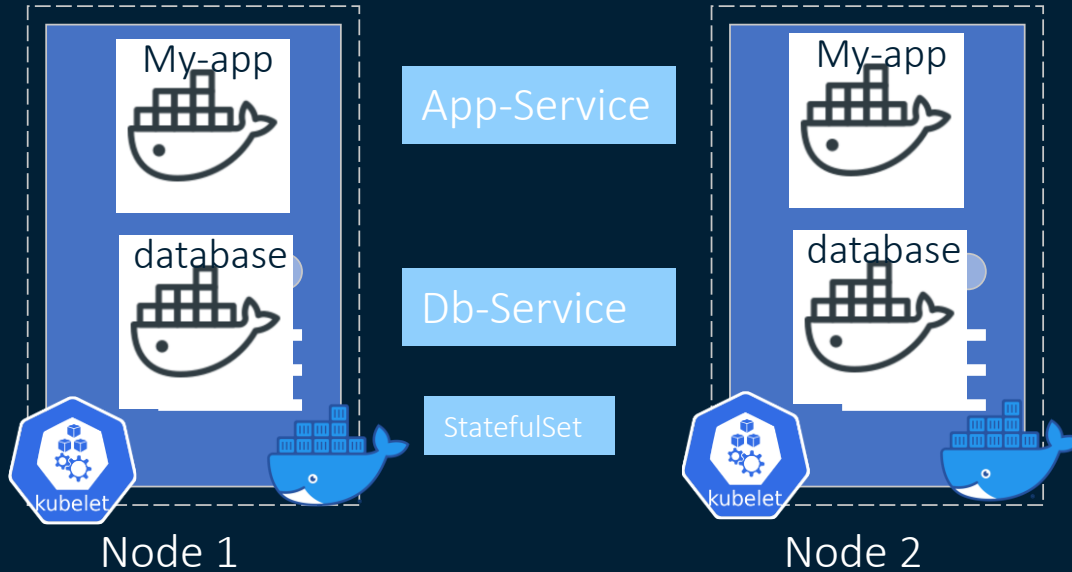 My-app
database
kubelet
Node 1
App-Service
Db-Service
StatefulSet
My-app
database
kubelet
Node 2